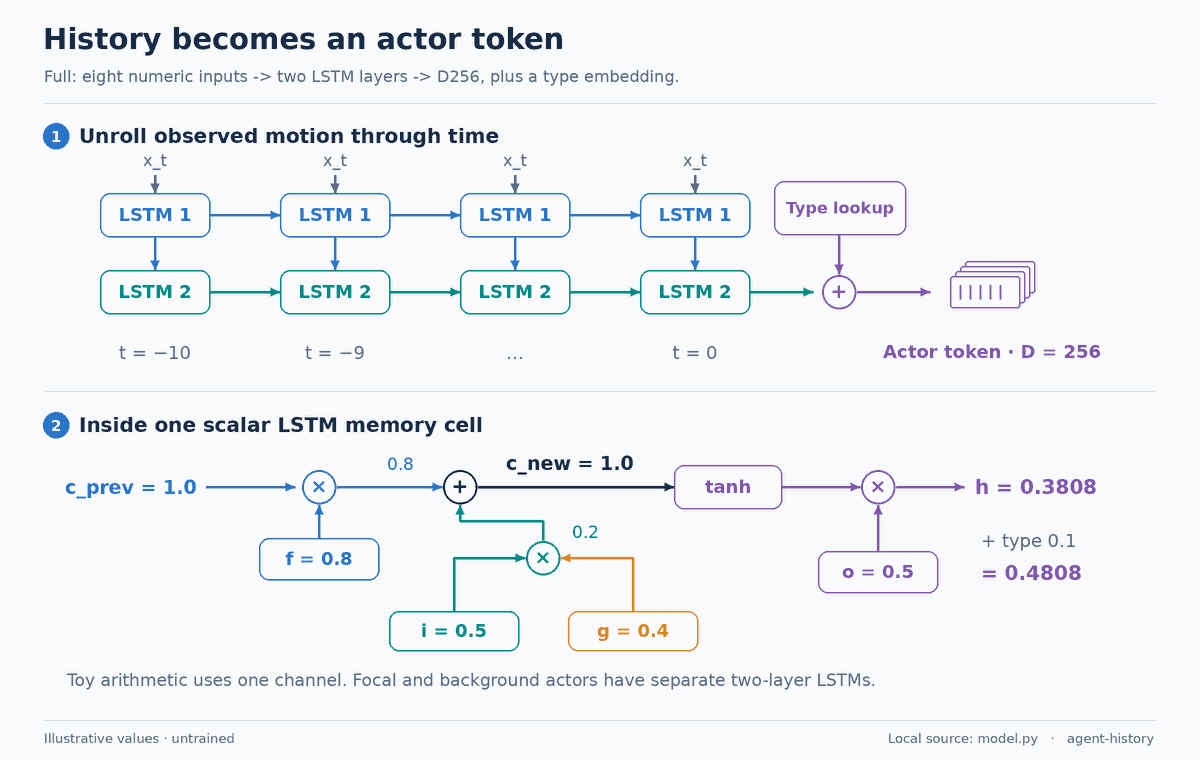 History becomes an actor token
Full: eight numeric inputs -> two LSTM layers -> D256, plus a type embedding.
1 Unroll observed motion through time
x_t x_t x_t x_t
LSTM 1 LSTM 1 LSTM 1 LSTM 1 Type lookup
LSTM 2 LSTM 2 LSTM 2 LSTM 2 +
t = −10 t = −9 ... t = 0 Actor token · D = 256
2 Inside one scalar LSTM memory cell
0.8 c_new = 1.0
c_prev = 1.0 × + tanh × h = 0.3808
0.2
+ type 0.1
f = 0.8 × o = 0.5 = 0.4808
i = 0.5 g = 0.4
Toy arithmetic uses one channel. Focal and background actors have separate two-layer LSTMs.
Illustrative values · untrained Local source: model.py · agent-history